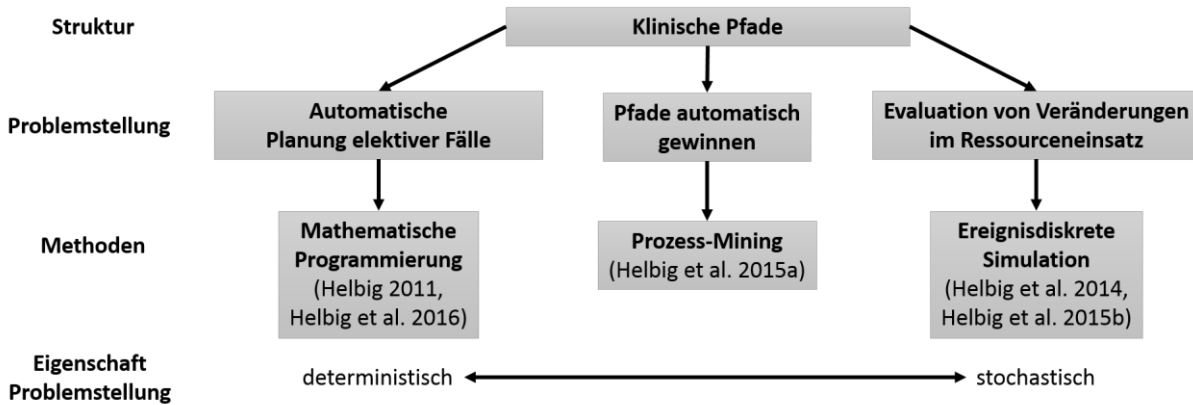 Struktur
Klinische Pfade
Problemstellung
Automatische
Planung elektiver Fälle
Pfade automatisch
gewinnen
Evaluation von Veränderungen
im Ressourceneinsatz
Methoden
Mathematische
Programmierung
(Helbig 2011,
Helbig et al. 2016)
Prozess-Mining
(Helbig et al. 2015a)
Ereignisdiskrete
Simulation
(Helbig et al. 2014,
Helbig et al. 2015b)
Eigenschaft
Problemstellung
deterministisch
stochastisch